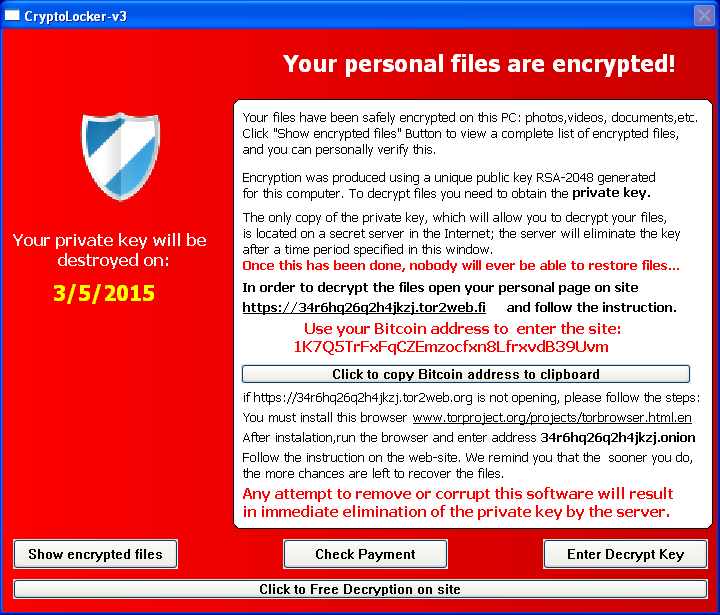 CryptoLocker-v3
Your personal files are encrypted!
Your private key will be
destroyed on:
3/5/2015
Your files have been safely encrypted on this PC: photos,videos, documents,etc.
Click "Show encrypted files" Button to view a complete list of encrypted files,
and you can personally verify this.
Encryption was produced using a unique public key RSA-2048 generated
for this computer. To decrypt files you need to obtain the private key.
The only copy of the private key, which will allow you to decrypt your files,
is located on a secret server in the Internet; the server will eliminate the key
after a time period specified in this window.
Once this has been done, nobody will ever be able to restore files...
In order to decrypt the files open your personal page on site
https://34r6hq26q2h4jkzj.tor2web.fi and follow the instruction.
Use your Bitcoin address to enter the site:
1K7Q5TrFxFqCZEmzocfxn8LfrxvdB39Uvm
Click to copy Bitcoin address to clipboard
if https://34r6hq26q2h4jkzj.tor2web.org is not opening, please follow the steps:
You must install this browser www.torproject.org/projects/torbrowser.html.en
After instalation,run the browser and enter address 34r6hq26q2h4jkzj.onion
Follow the instruction on the web-site. We remind you that the sooner you do,
the more chances are left to recover the files.
Any attempt to remove or corrupt this software will result
in immediate elimination of the private key by the server.
Show encrypted files
Check Payment
Enter Decrypt Key
Click to Free Decryption on site